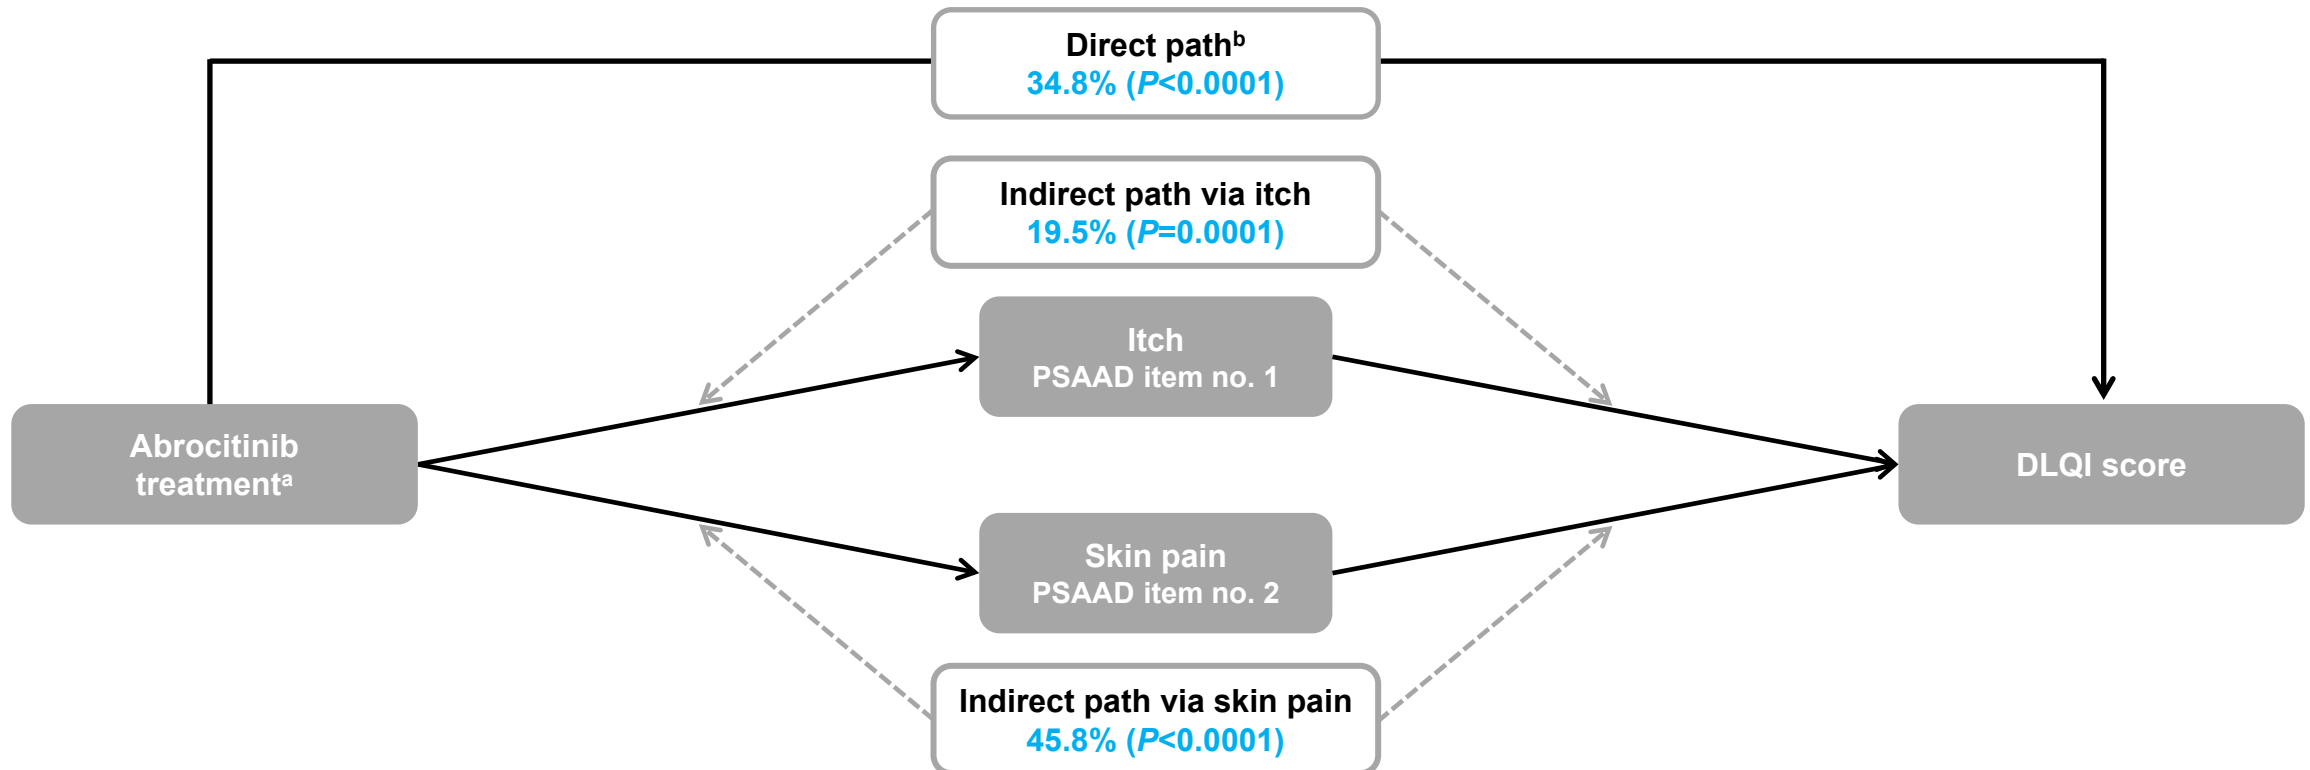 Direct pathᵇ
34.8% (P<0.0001)
Indirect path via itch
19.5% (P=0.0001)
Itch
PSAAD item no. 1
Abrocitinib
treatmentᵃ
DLQI score
Skin pain
PSAAD item no. 2
Indirect path via skin pain
45.8% (P<0.0001)